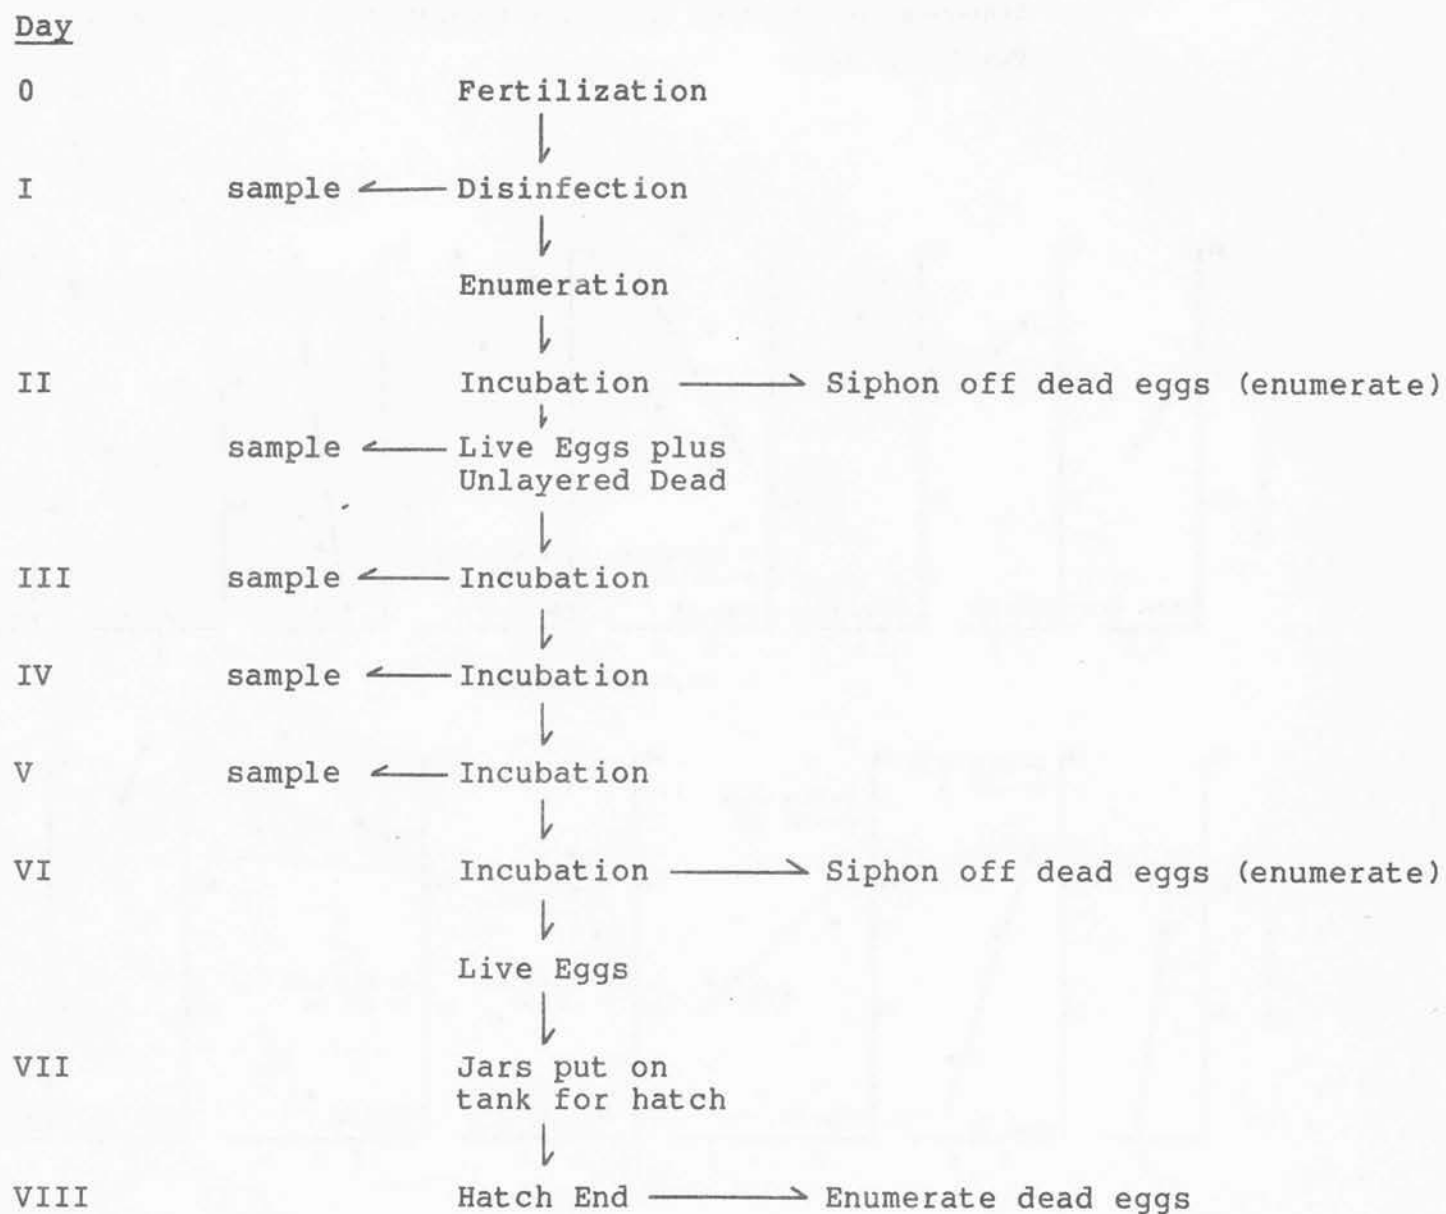 Day
0 Fertilization
I sample Disinfection
Enumeration
II Incubation Siphon off dead eggs (enumerate)
sample Live Eggs plus
Unlayered Dead
III sample Incubation
IV sample Incubation
V sample Incubation
VI Incubation Siphon off dead eggs (enumerate)
Live Eggs
VII Jars put on
tank for hatch
VIII Hatch End Enumerate dead eggs